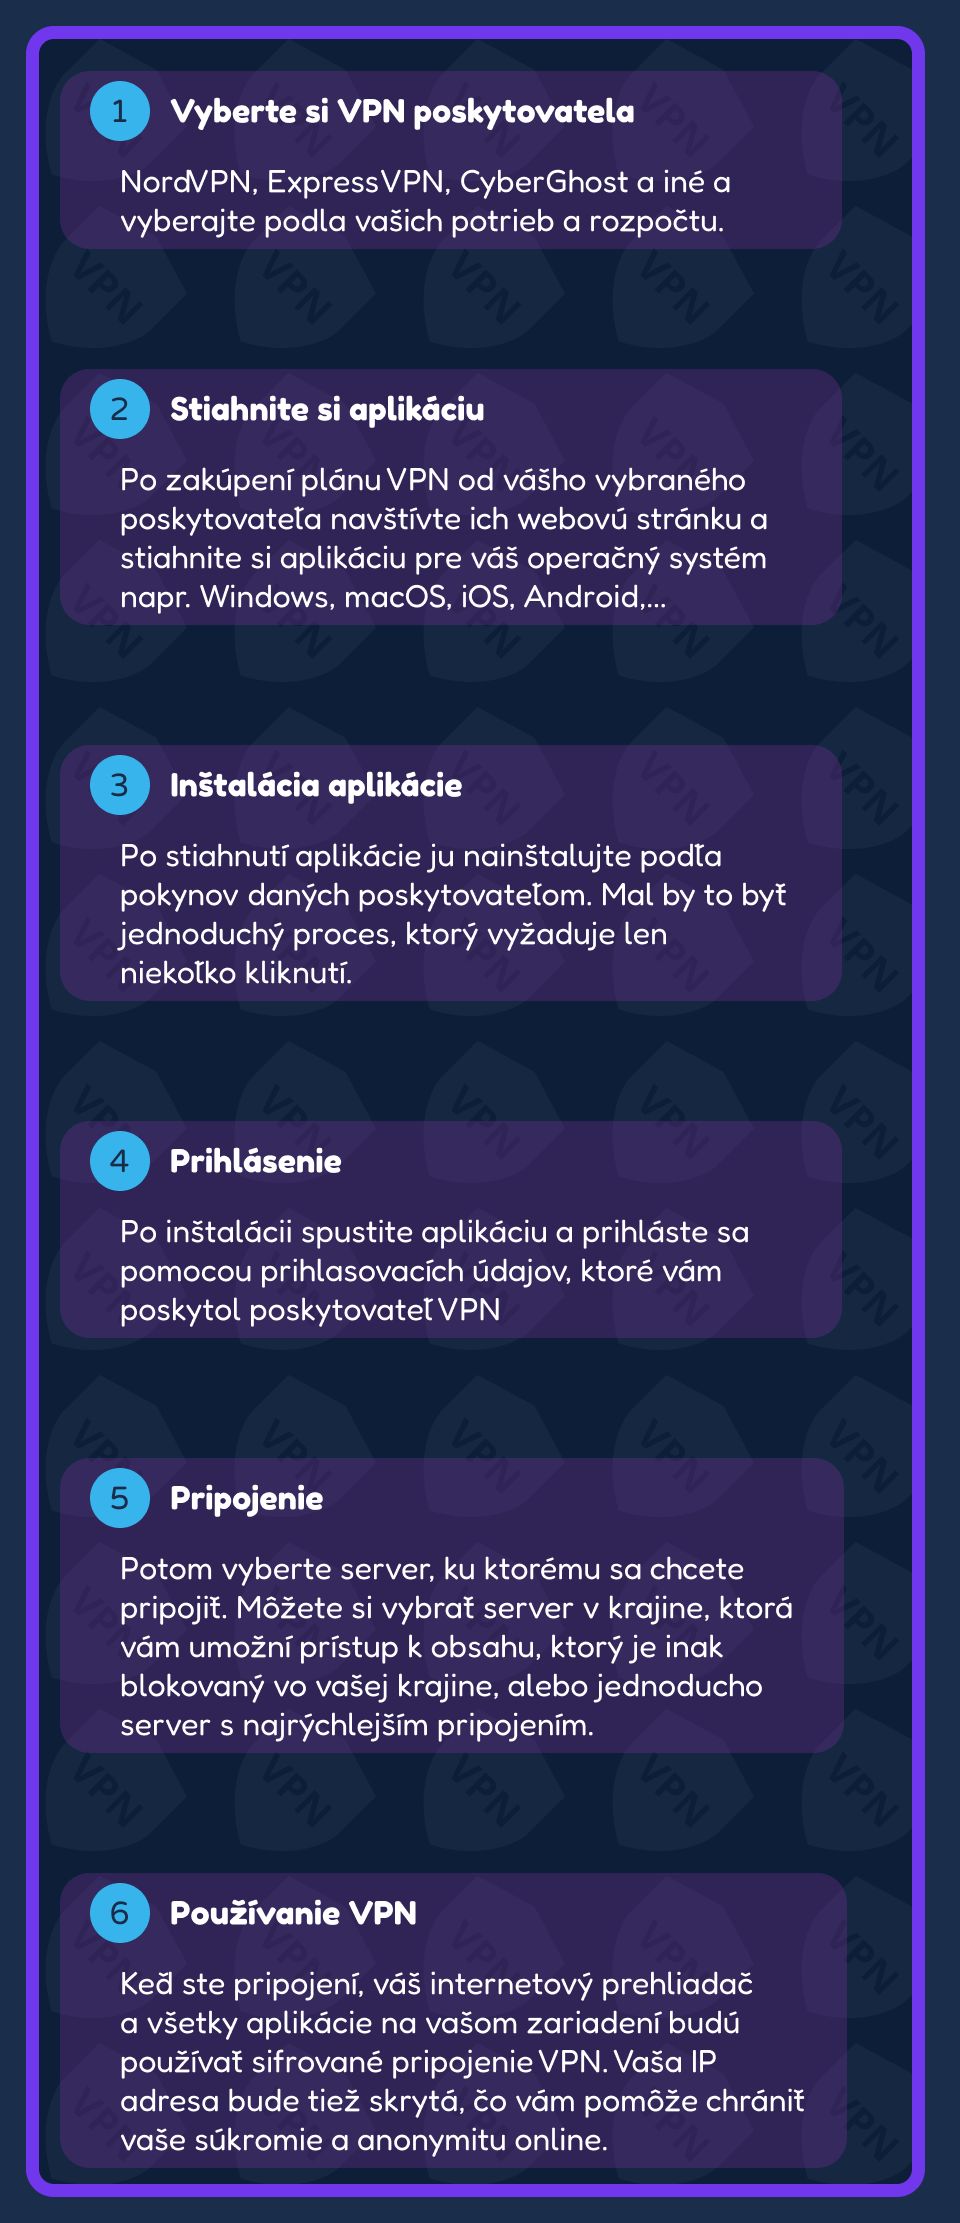 1 Vyberte si VPN poskytovatela
NordVPN, ExpressVPN, CyberGhost a iné a
vyberajte podla vašich potrieb a rozpočtu.
2 Stiahnite si aplikáciu
Po zakúpení plánu VPN od vášho vybraného
poskytovateľa navštívte ich webovú stránku a
stiahnite si aplikáciu pre váš operačný systém
napr. Windows, macOS, iOS, Android,...
3 Inštalácia aplikácie
Po stiahnutí aplikácie ju nainštalujte podľa
pokynov daných poskytovateľom. Mal by to byť
jednoduchý proces, ktorý vyžaduje len
niekoľko kliknutí.
4 Prihlásenie
Po inštalácii spustite aplikáciu a prihláste sa
pomocou prihlasovacích údajov, ktoré vám
poskytol poskytovateľ VPN
5 Pripojenie
Potom vyberte server, ku ktorému sa chcete
pripojiť. Môžete si vybrať server v krajine, ktorá
vám umožní prístup k obsahu, ktorý je inak
blokovaný vo vašej krajine, alebo jednoducho
server s najrýchlejším pripojením.
6 Používanie VPN
Keď ste pripojení, váš internetový prehliadač
a všetky aplikácie na vašom zariadení budú
používať sifrované pripojenie VPN. Vaša IP
adresa bude tiež skrytá, čo vám pomôže chrániť
vaše súkromie a anonymitu online.